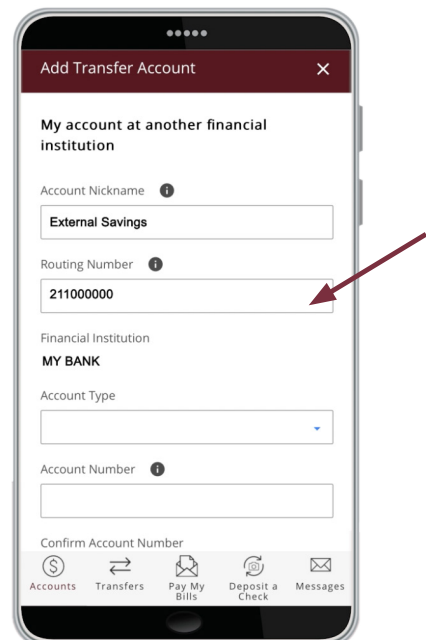 Add Transfer Account
My account at another financial
institution
Account Nickname
External Savings
Routing Number
211000000
Financial Institution
MY BANK
Account Type
Account Number
Confirm Account Number
Accounts
Transfers
Pay My
Bills
Deposit a
Check
Messages